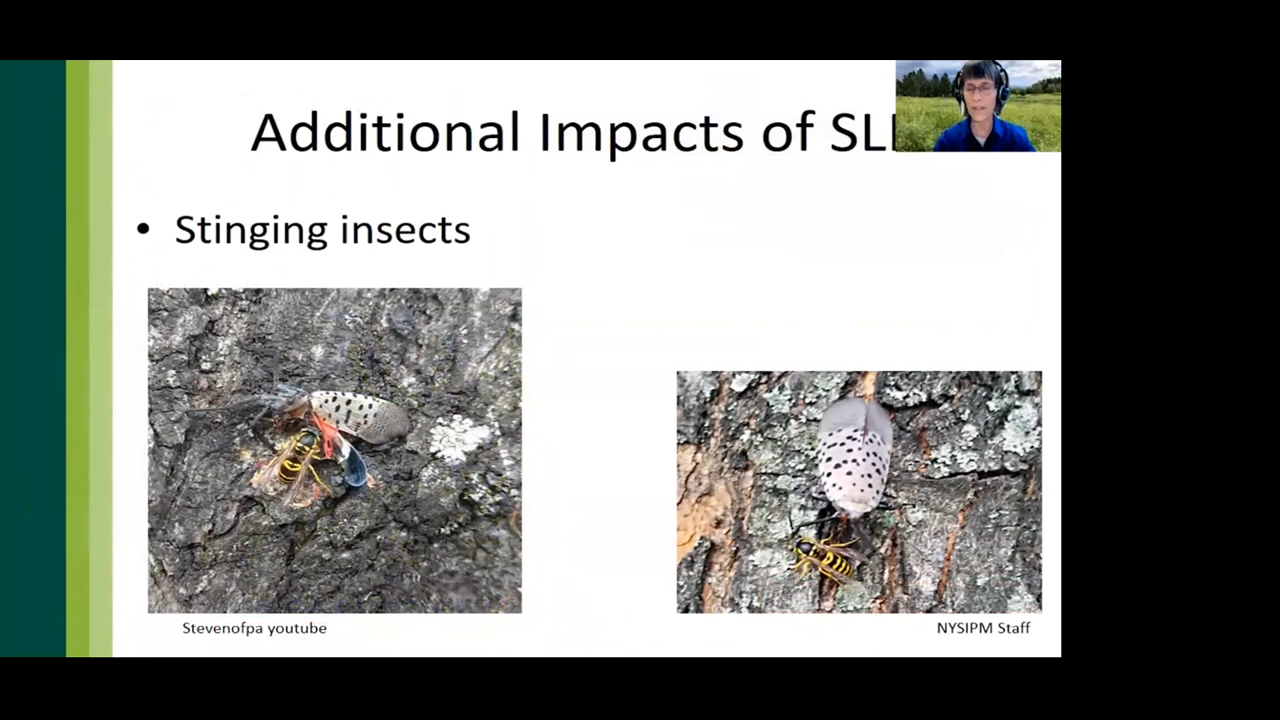 Additional Impacts of SL
• Stinging insects
Stevenofpa youtube
NYSIPM Staff